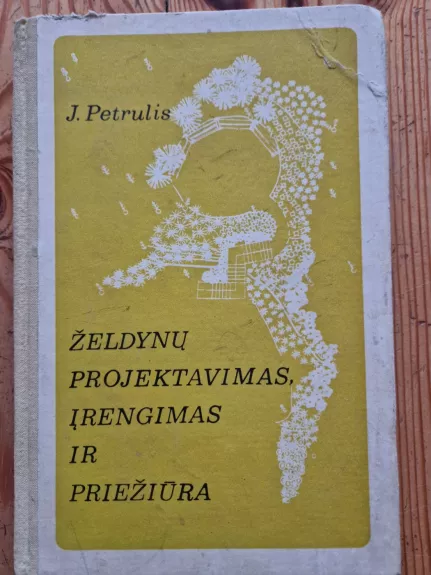 J. Petrulis
ŽELDYNŲ
PROJEKTAVIMAS,
ĮRENGIMAS
IR
PRIEŽIŪRA